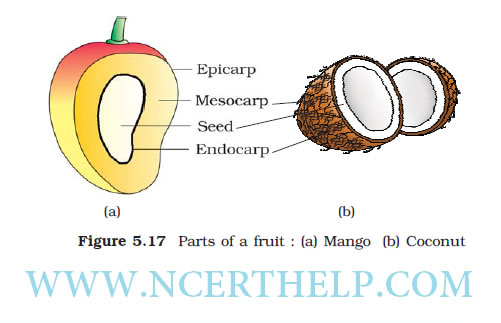 Epicarp
Mesocarp
Seed
Endocarp
(a)
(b)
Figure 5.17 Parts of a fruit : (a) Mango (b) Coconut
WWW.NCERTHELP.COM